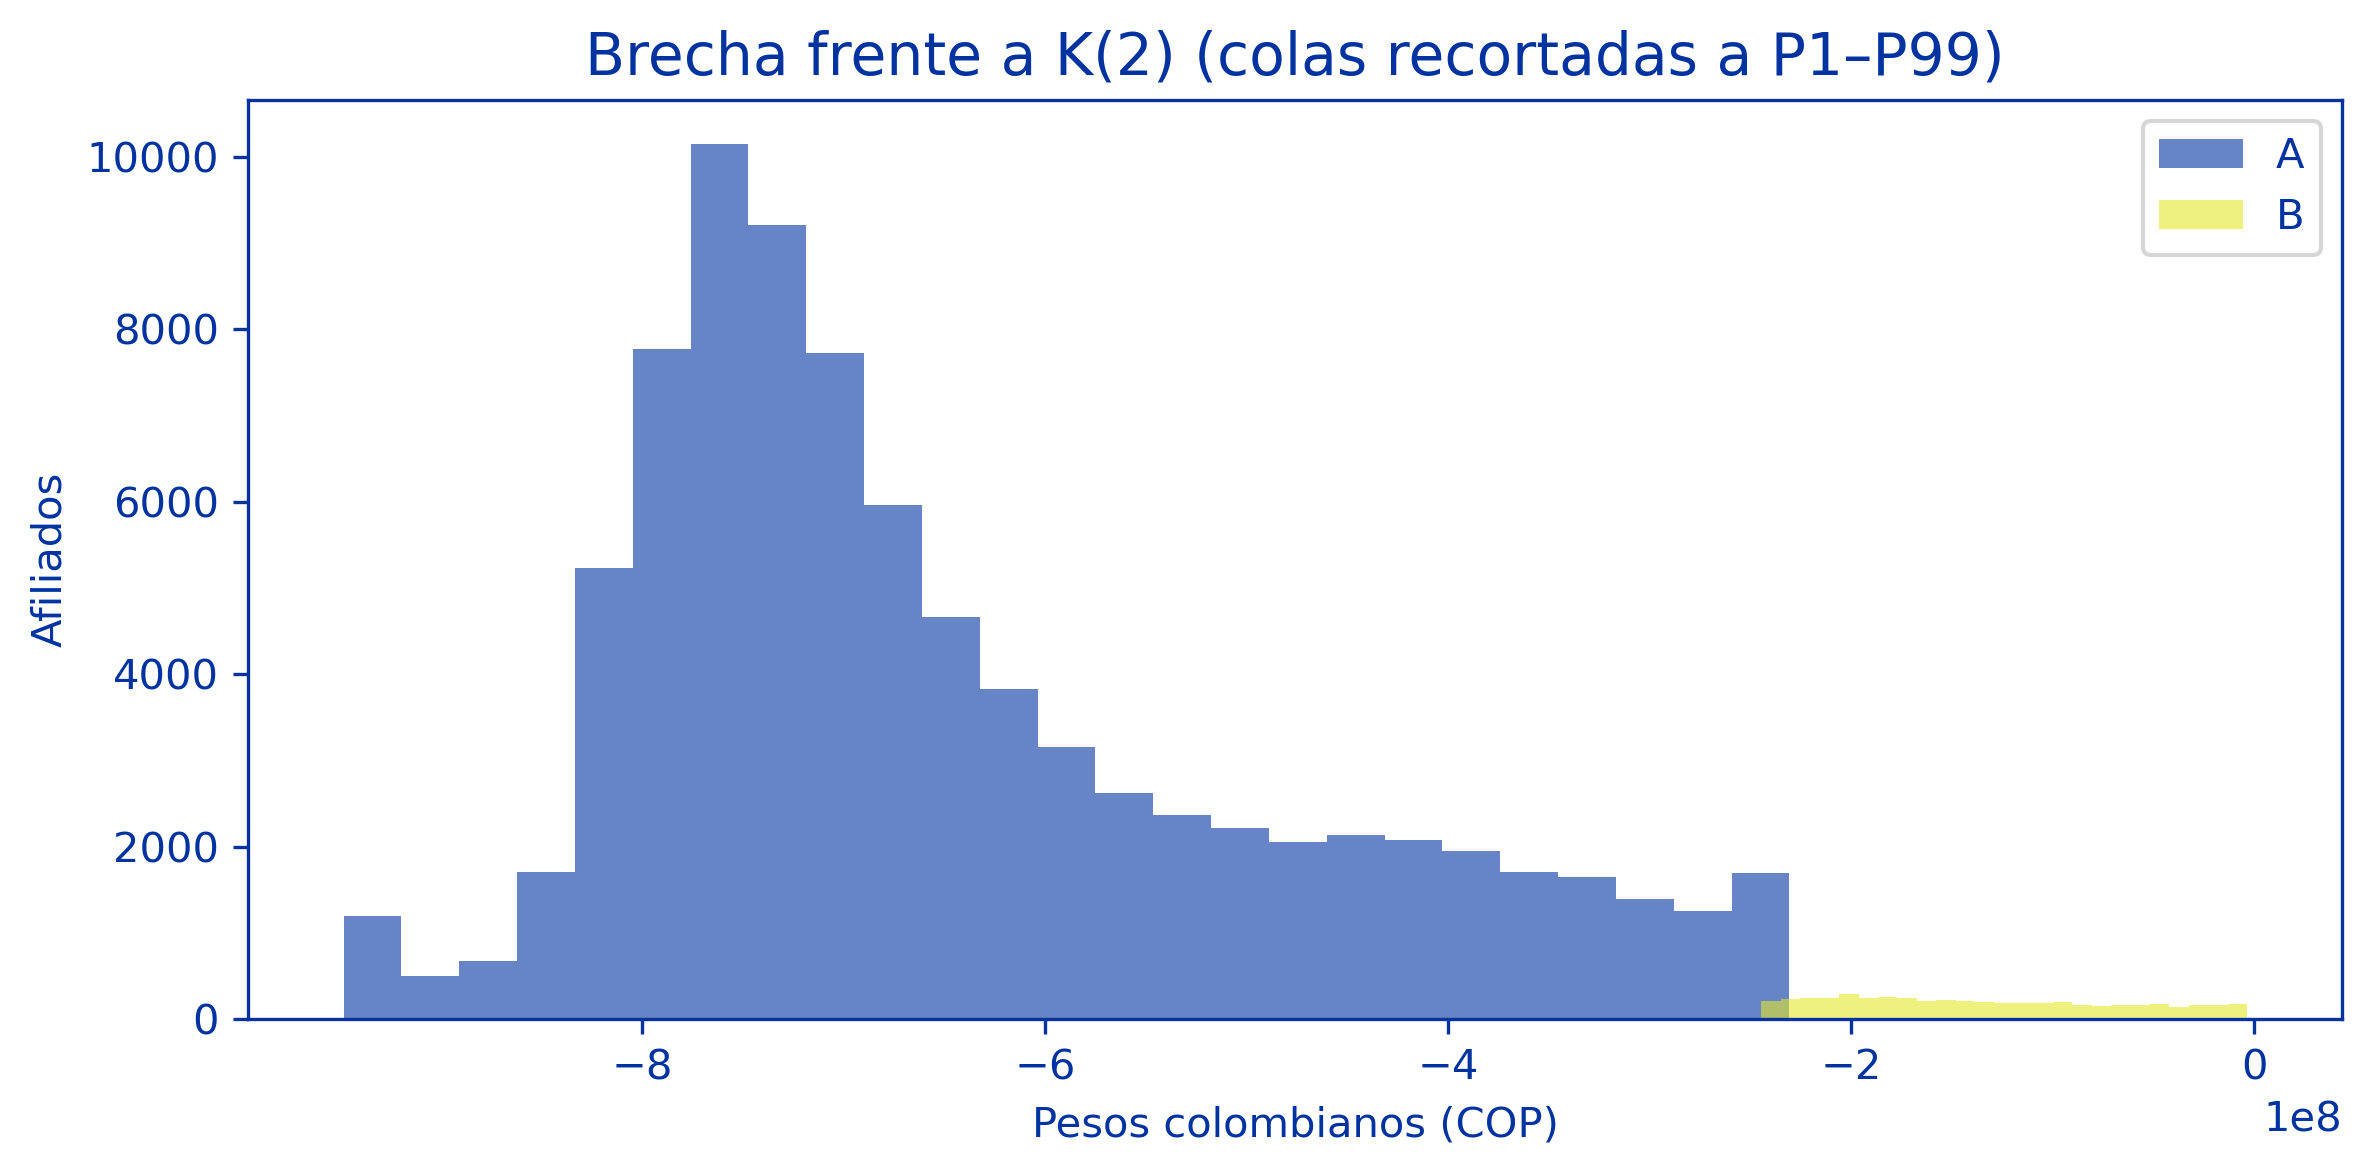 Brecha frente a K(2) (colas recortadas a P1–P99)
A
B
10000
8000
6000
4000
2000
0
Afiliados
−8
−6
−4
−2
0
1e8
Pesos colombianos (COP)